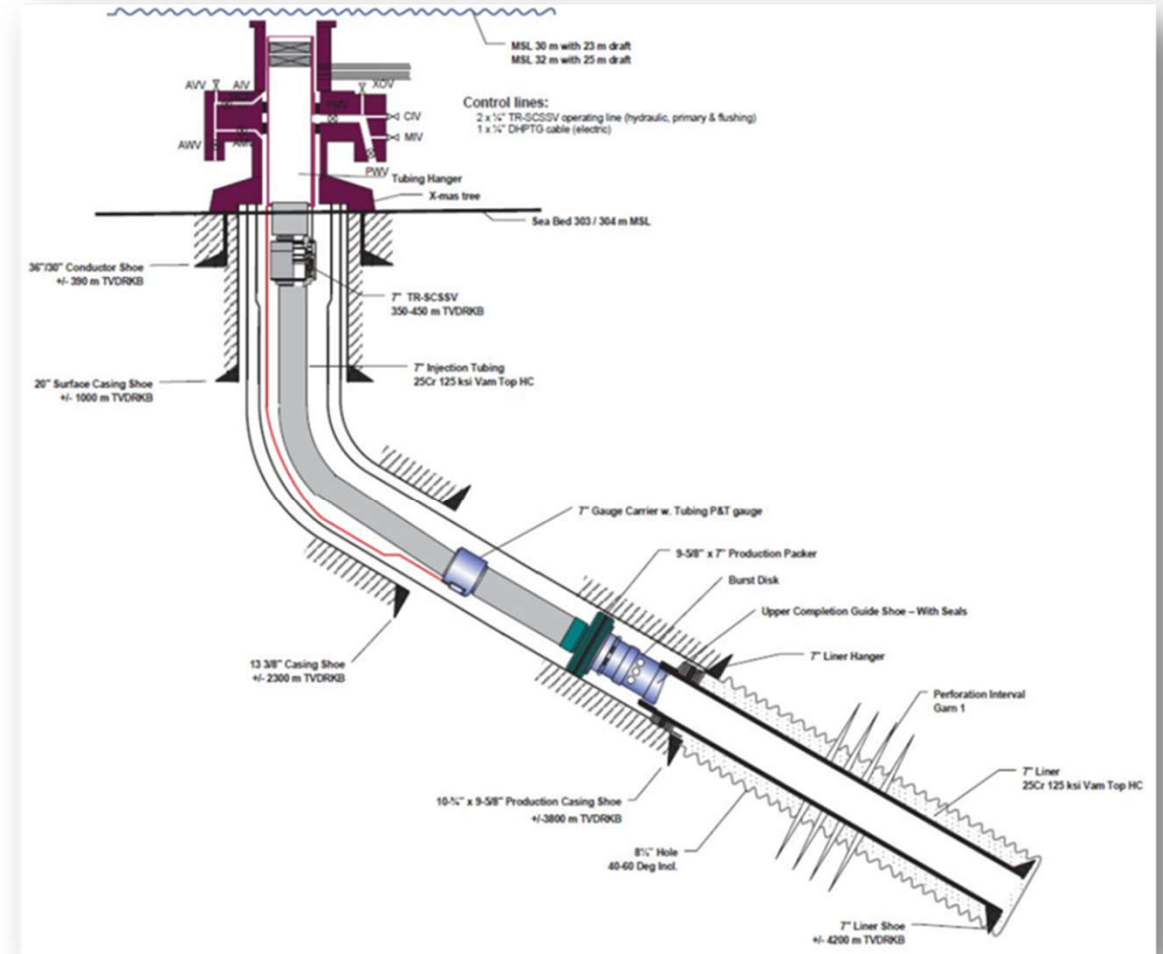 MSL 30 m with 23 m draft
MSL 32 m with 25 m draft
AVV
AIV
XOV
Control lines:
2 x ¼" TR-SCSSV operating line (hydraulic, primary & flushing)
1 x ¼" DHPTG cable (electric)
CIV
MIV
AWV
PWV
Tubing Hanger
X-mas tree
Sea Bed 303 / 304 m MSL
36"/30" Conductor Shoe
+/- 390 m TVDRKB
7" TR-SCSSV
350-450 m TVDRKB
7" Injection Tubing
25Cr 125 ksi Vam Top HC
20" Surface Casing Shoe
+/- 1000 m TVDRKB
7" Gauge Carrier w. Tubing P&T gauge
9-5/8" x 7" Production Packer
Burst Disk
Upper Completion Guide Shoe – With Seals
7" Liner Hanger
13 3/8" Casing Shoe
+/- 2300 m TVDRKB
Perforation Interval
Garn 1
7" Liner
25Cr 125 ksi Vam Top HC
10-¾" x 9-5/8" Production Casing Shoe
+/-3800 m TVDRKB
8½" Hole
40-60 Deg Incl.
7" Liner Shoe
+/- 4200 m TVDRKB